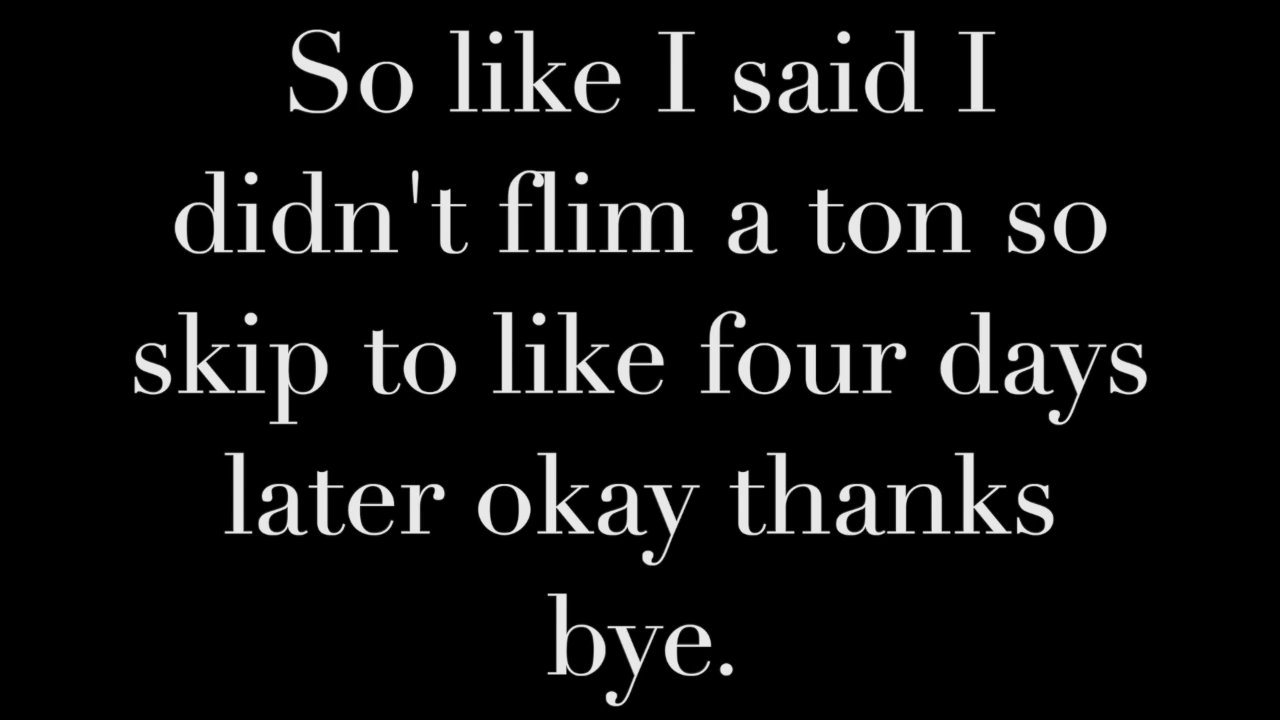 So like I said I
didn't flim a ton so
skip to like four days
later okay thanks
bye.